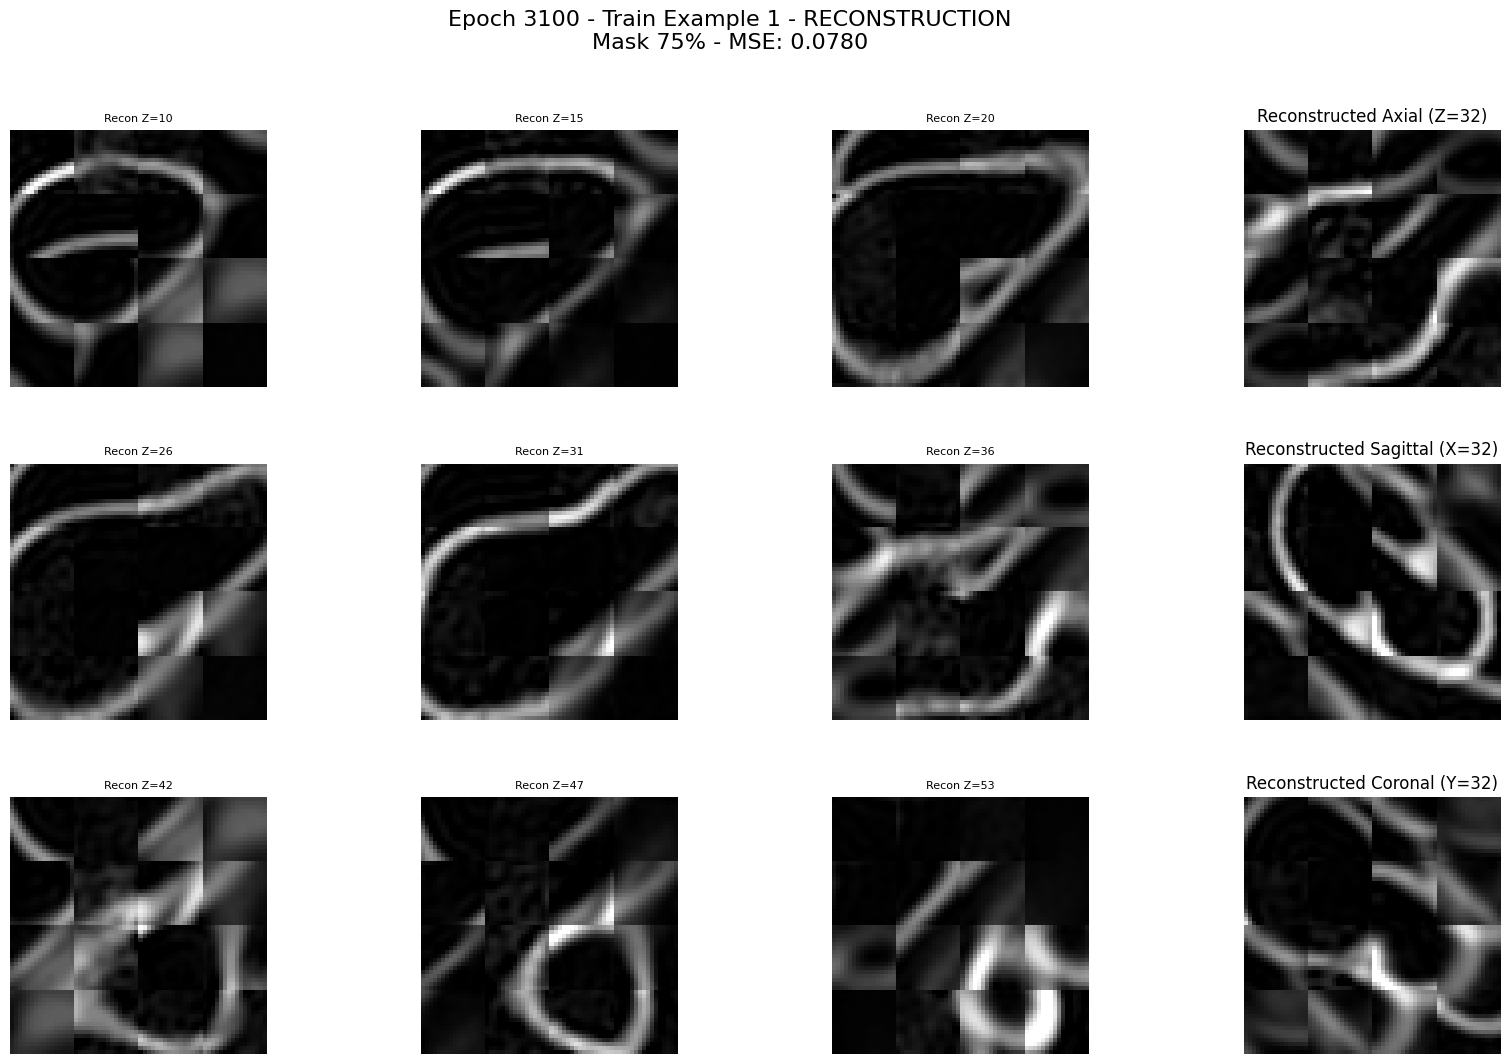 Epoch 3100 - Train Example 1 - RECONSTRUCTION
Mask 75% - MSE: 0.0780
Recon Z=10
Recon Z=15
Recon Z=20
Reconstructed Axial (Z=32)
Recon Z=26
Recon Z=31
Recon Z=36
Reconstructed Sagittal (X=32)
Recon Z=42
Recon Z=47
Recon Z=53
Reconstructed Coronal (Y=32)